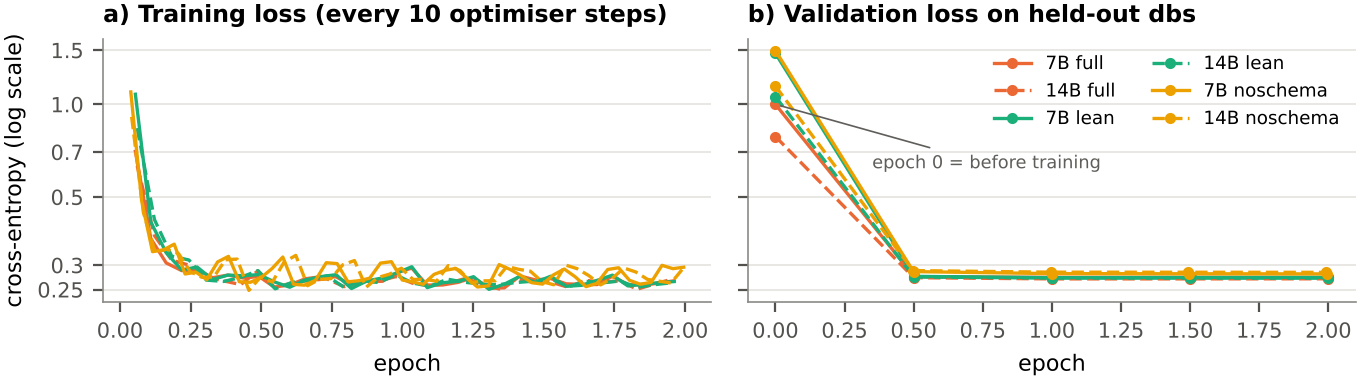 a) Training loss (every 10 optimiser steps)
cross-entropy (log scale)
1.5
1.0
0.7
0.5
0.3
0.25
0.00 0.25 0.50 0.75 1.00 1.25 1.50 1.75 2.00
epoch
b) Validation loss on held-out dbs
7B full
14B full
7B lean
14B lean
7B noschema
14B noschema
epoch 0 = before training
0.00 0.25 0.50 0.75 1.00 1.25 1.50 1.75 2.00
epoch